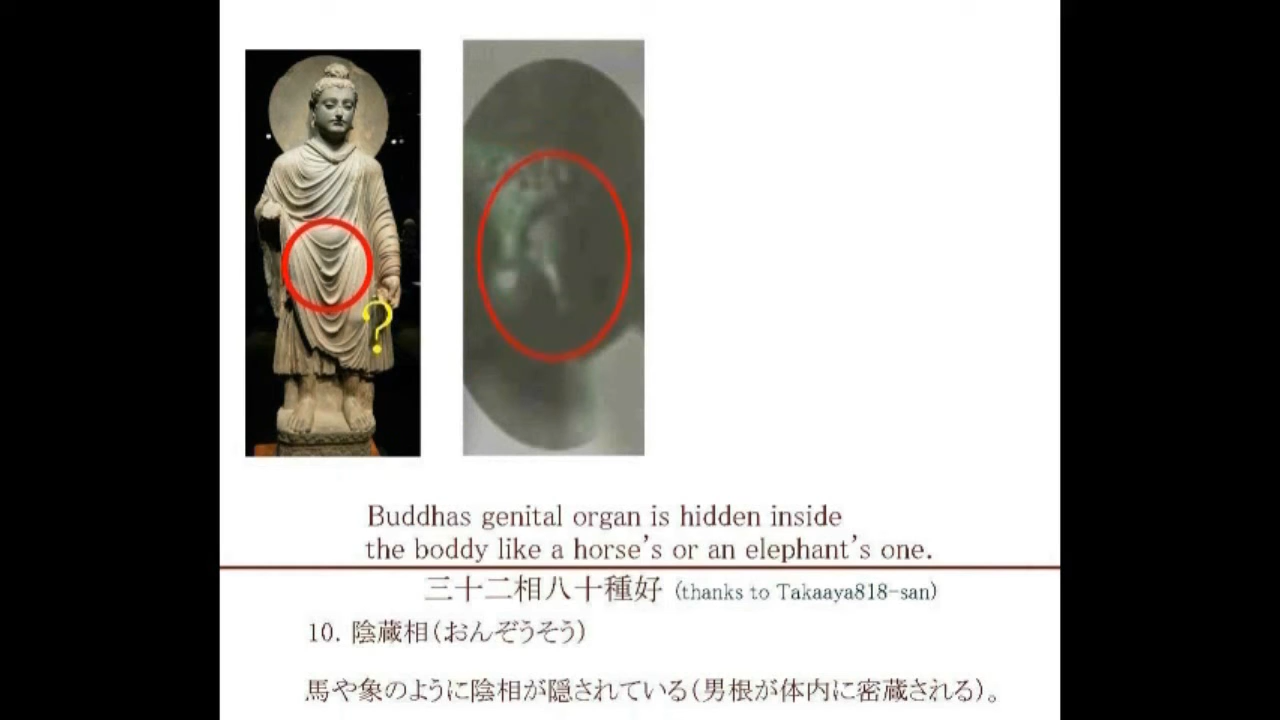 ?
Buddhas genital organ is hidden inside
the boddy like a horse's or an elephant's one.
三十二相八十種好 (thanks to Takaaya818-san)
10. 陰蔵相(おんぞうそう)
馬や象のように陰相が隠されている(男根が体内に密蔵される)。